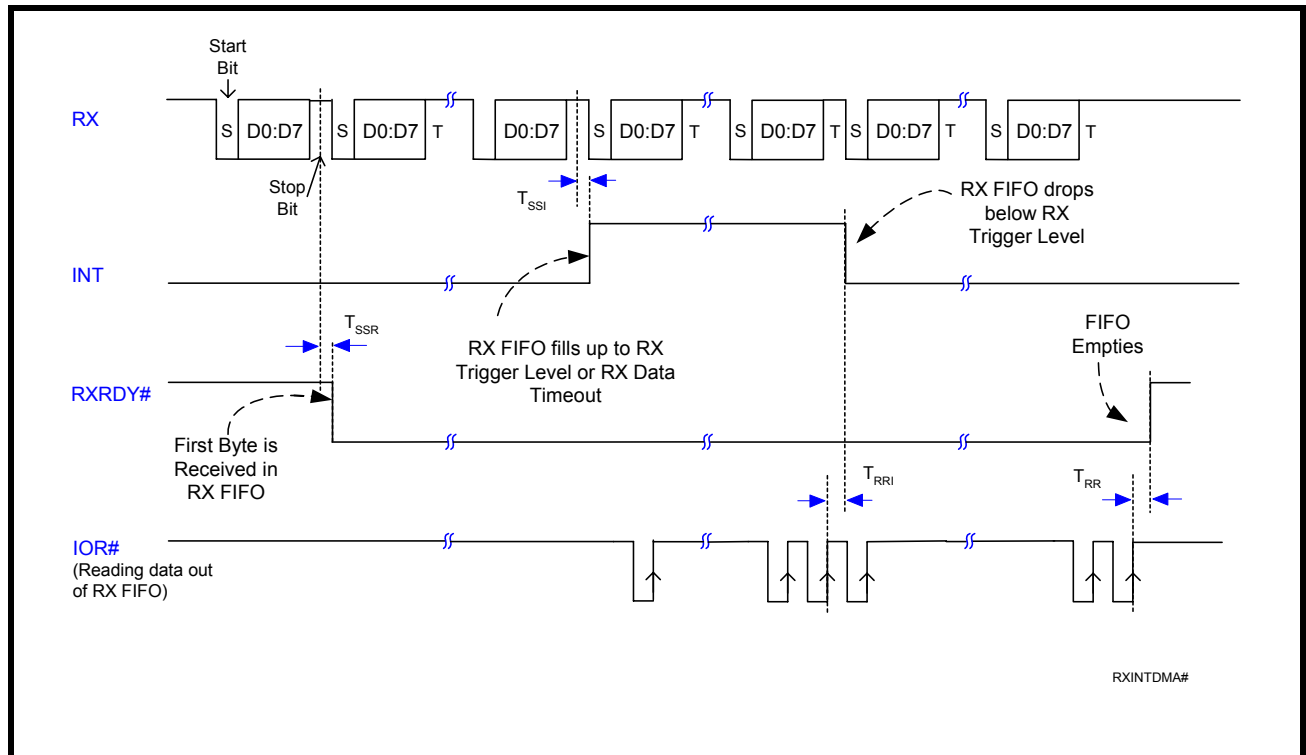 Start
Bit
RX
S D0:D7 S D0:D7 T D0:D7 S D0:D7 T S D0:D7 T S D0:D7 T S D0:D7 T
Stop
Bit
TSSI
RX FIFO drops
below RX
Trigger Level
INT
TSSR
RX FIFO fills up to RX
Trigger Level or RX Data
Timeout
FIFO
Empties
RXRDY#
First Byte is
Received in
RX FIFO
TRRI
TRR
IOR#
(Reading data out
of RX FIFO)
RXINTDMA#